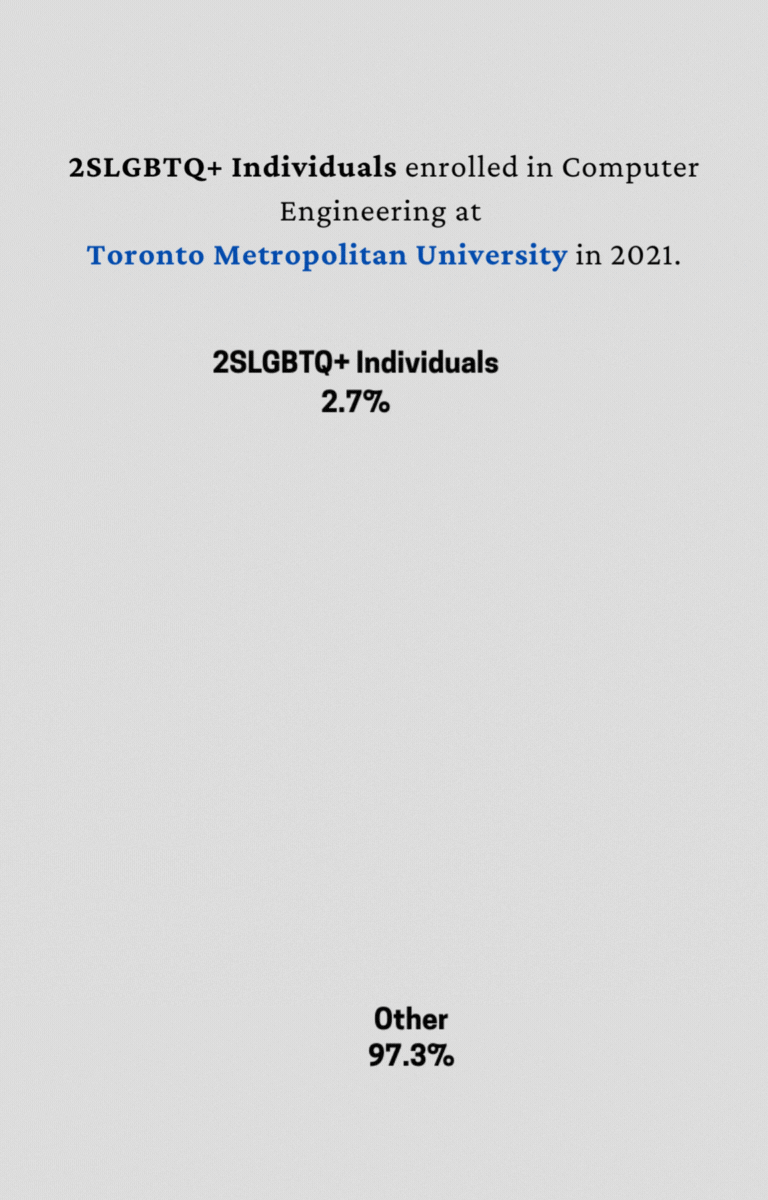 2SLGBTQ+ Individuals enrolled in Computer
Engineering at
Toronto Metropolitan University in 2021.
2SLGBTQ+ Individuals
2.7%
Other
97.3%